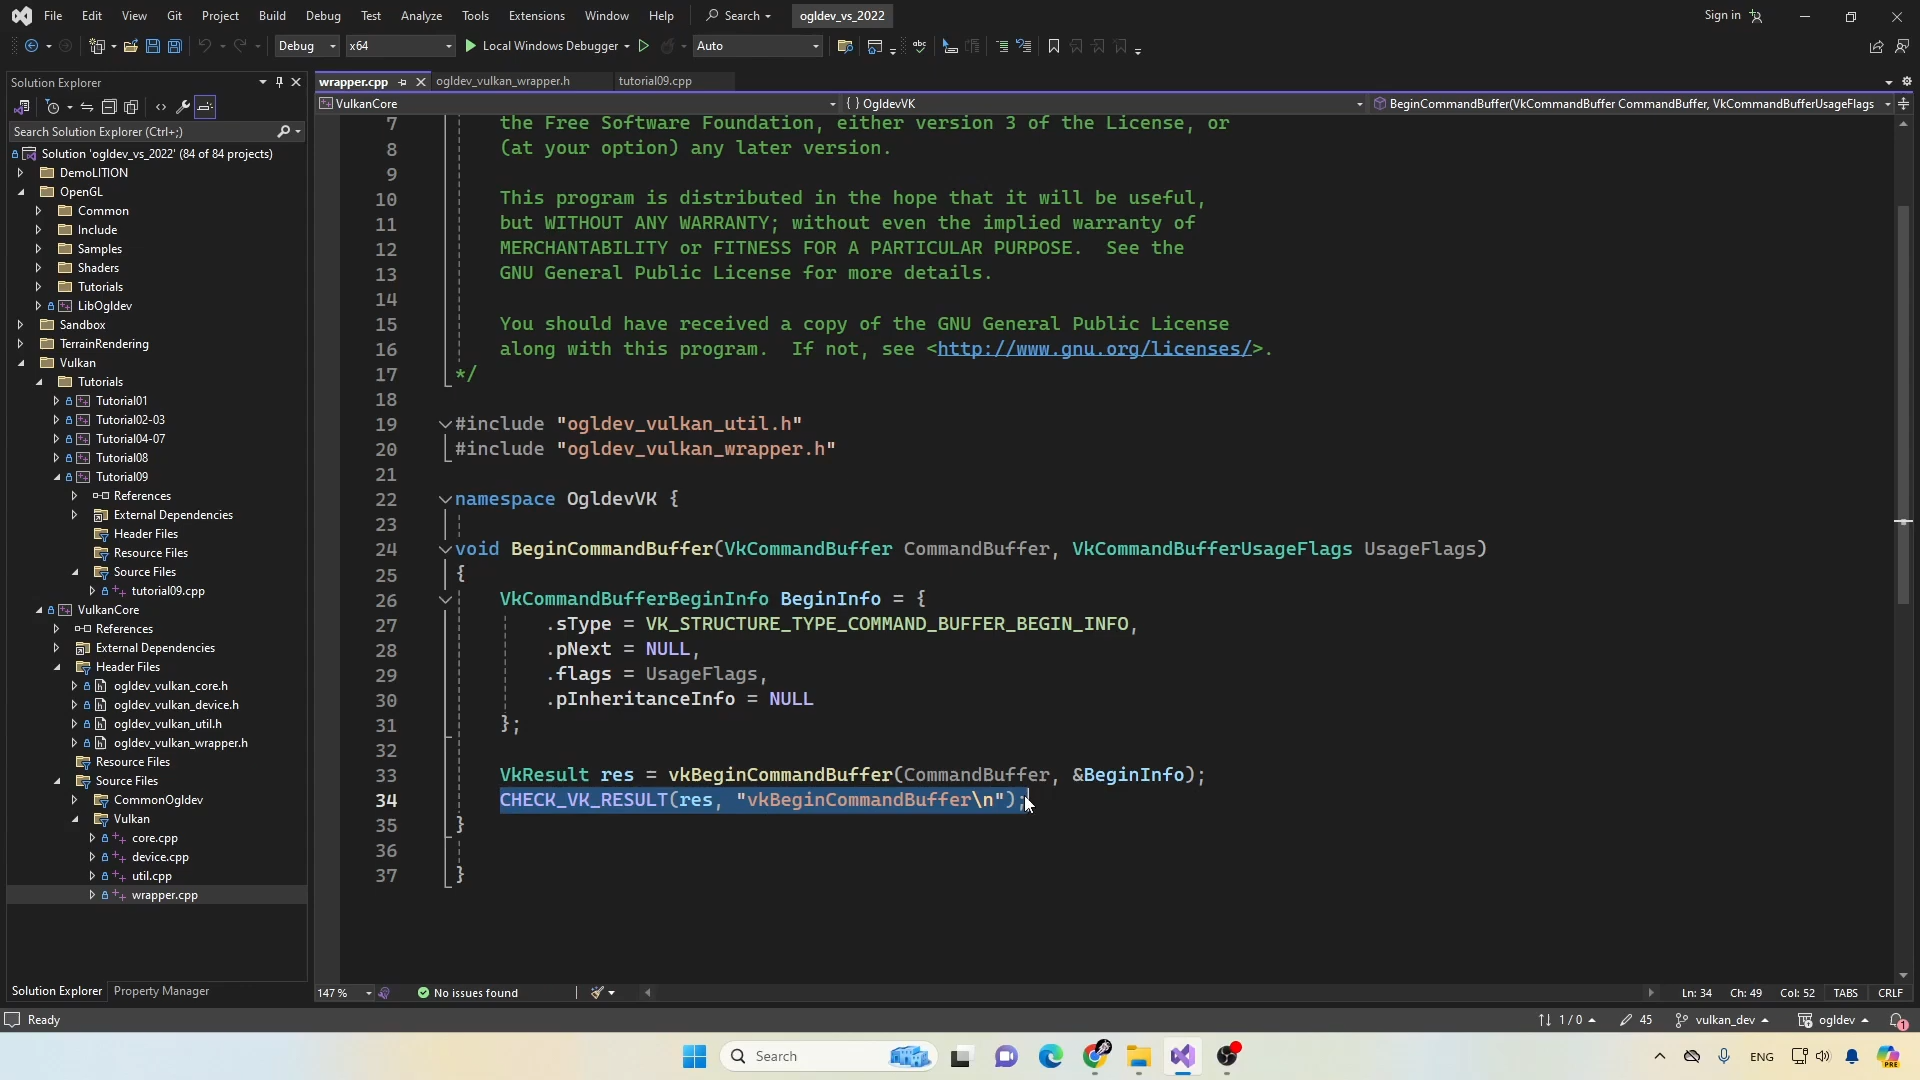 File Edit View Git Project Build Debug Test Analyze Tools Extensions Window Help Search ogldev_vs_2022 Sign in
Debug x64 Local Windows Debugger Auto
Solution Explorer
Search Solution Explorer (Ctrl+;)
Solution 'ogldev_vs_2022' (84 of 84 projects)
DemoLITION
OpenGL
Common
Include
Samples
Shaders
Tutorials
LibOgldev
Sandbox
TerrainRendering
Vulkan
Tutorials
Tutorial01
Tutorial02-03
Tutorial04-07
Tutorial08
Tutorial09
References
External Dependencies
Header Files
Resource Files
Source Files
tutorial09.cpp
VulkanCore
References
External Dependencies
Header Files
ogldev_vulkan_core.h
ogldev_vulkan_device.h
ogldev_vulkan_util.h
ogldev_vulkan_wrapper.h
Resource Files
Source Files
CommonOgldev
Vulkan
core.cpp
device.cpp
util.cpp
wrapper.cpp
Solution Explorer Property Manager
wrapper.cpp ogldev_vulkan_wrapper.h tutorial09.cpp
VulkanCore { } OgldevVK BeginCommandBuffer(VkCommandBuffer CommandBuffer, VkCommandBufferUsageFlags
7 the Free Software Foundation, either version 3 of the License, or
8 (at your option) any later version.
9
10 This program is distributed in the hope that it will be useful,
11 but WITHOUT ANY WARRANTY; without even the implied warranty of
12 MERCHANTABILITY or FITNESS FOR A PARTICULAR PURPOSE.  See the
13 GNU General Public License for more details.
14
15 You should have received a copy of the GNU General Public License
16 along with this program.  If not, see <http://www.gnu.org/licenses/>.
17 */
18
19 #include "ogldev_vulkan_util.h"
20 #include "ogldev_vulkan_wrapper.h"
21
22 namespace OgldevVK {
23
24 void BeginCommandBuffer(VkCommandBuffer CommandBuffer, VkCommandBufferUsageFlags UsageFlags)
25 {
26 VkCommandBufferBeginInfo BeginInfo = {
27 .sType = VK_STRUCTURE_TYPE_COMMAND_BUFFER_BEGIN_INFO,
28 .pNext = NULL,
29 .flags = UsageFlags,
30 .pInheritanceInfo = NULL
31 };
32
33 VkResult res = vkBeginCommandBuffer(CommandBuffer, &BeginInfo);
34 CHECK_VK_RESULT(res, "vkBeginCommandBuffer\n");
35 }
36
37 }
147 % No issues found Ln: 34 Ch: 49 Col: 52 TABS CRLF
Ready 1 / 0 45 vulkan_dev ogldev 1
Search ENG PRE